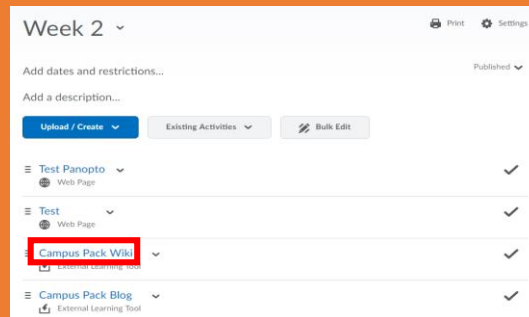 Week 2
Print Settings
Add dates and restrictions...
Published
Add a description...
Upload / Create Existing Activities Bulk Edit
Test Panopto
Web Page
Test
Web Page
Campus Pack Wiki
External Learning Tool
Campus Pack Blog
External Learning Tool